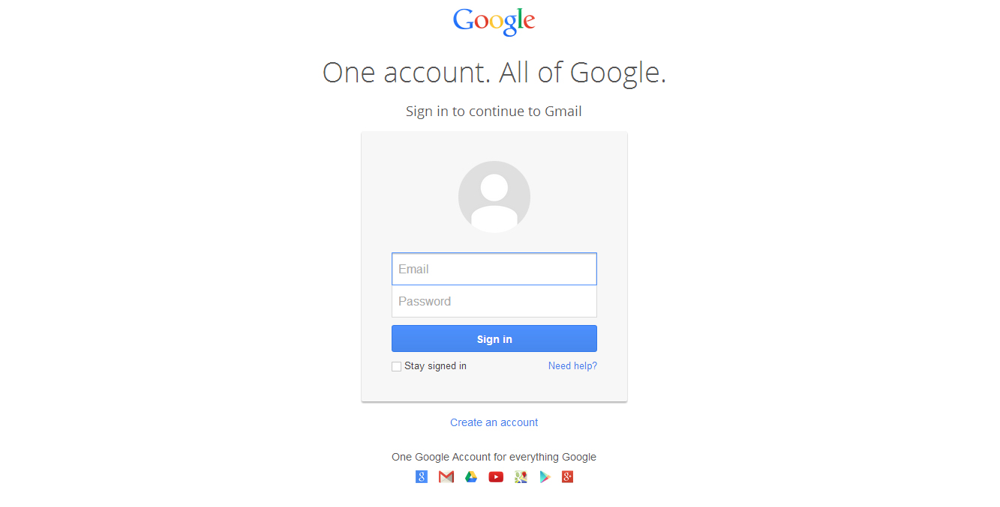 Google
One account. All of Google.
Sign in to continue to Gmail
Email
Password
Sign in
Stay signed in
Need help?
Create an account
One Google Account for everything Google